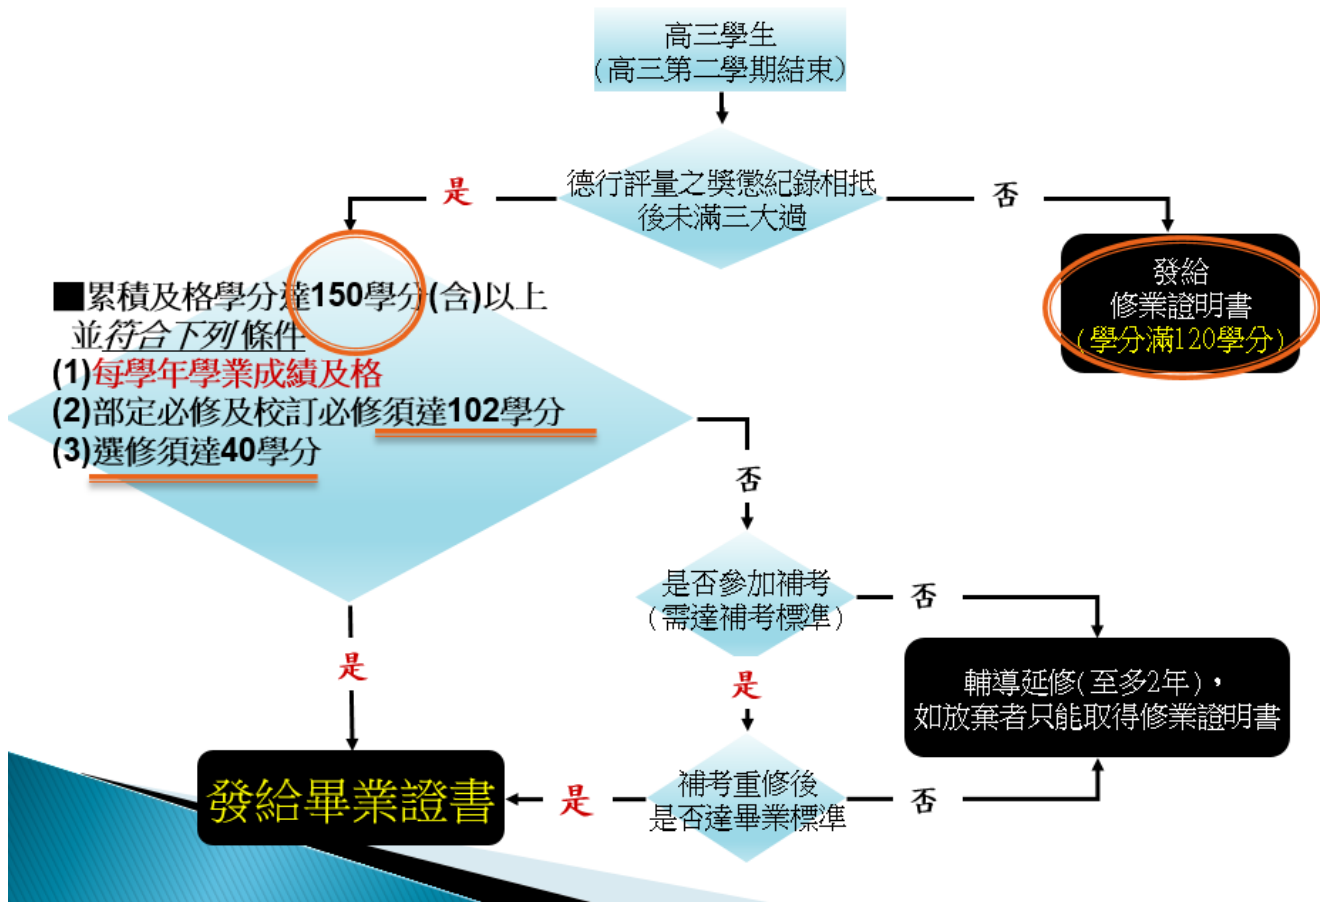 高三學生
(高三第二學期結束)
德行評量之獎懲紀錄相抵
後未滿三大過
是
否
發給
修業證明書
(學分滿120學分)
■累積及格學分達150學分(含)以上
並符合下列條件
(1)每學年學業成績及格
(2)部定必修及校訂必修須達102學分
(3)選修須達40學分
否
是否參加補考
(需達補考標準)
否
是
是
輔導延修(至多2年)，
如放棄者只能取得修業證明書
發給畢業證書
是
補考重修後
是否達畢業標準
否